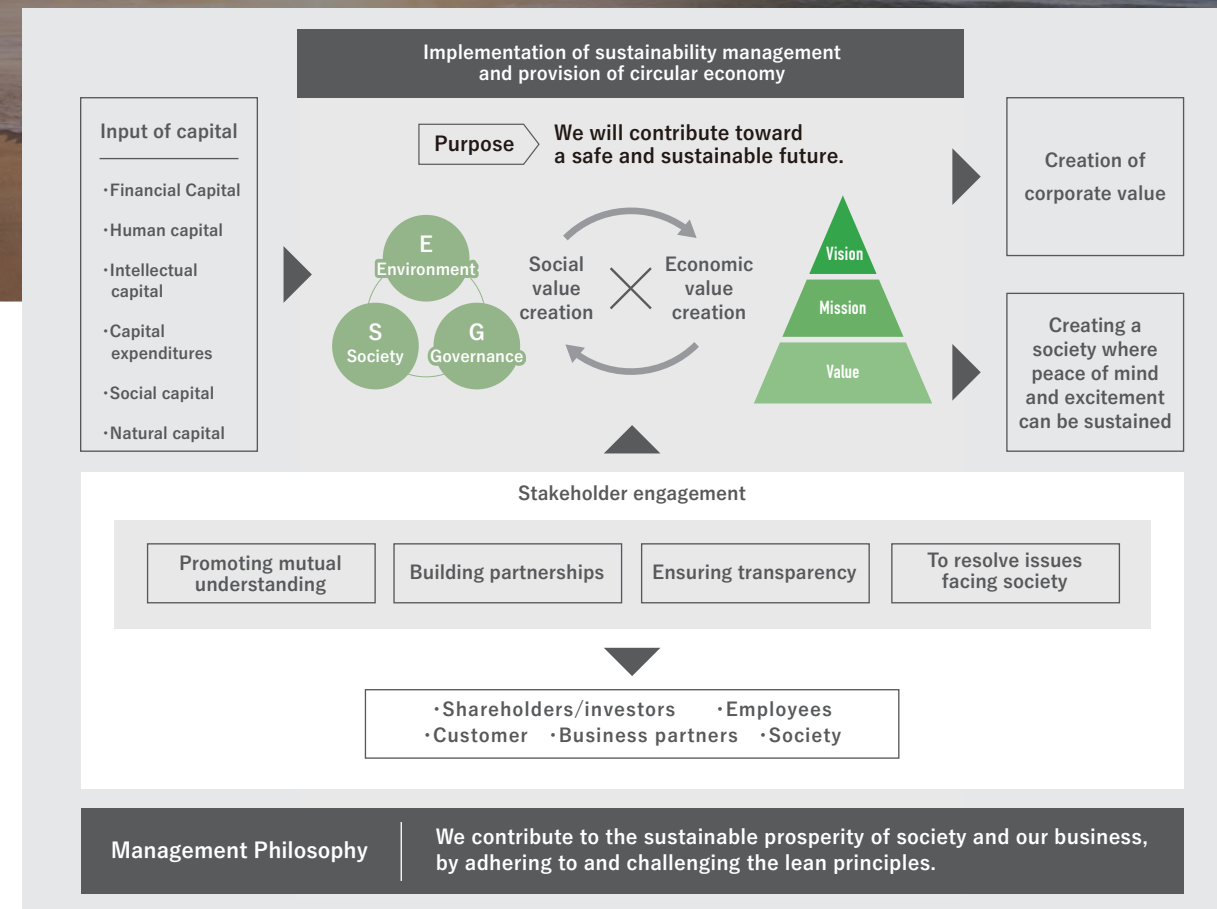 Implementation of sustainability management
and provision of circular economy
Input of capital
・Financial Capital
・Human capital
・Intellectual
capital
・Capital
expenditures
・Social capital
・Natural capital
Purpose
We will contribute toward
a safe and sustainable future.
E
Environment
S
Society
G
Governance
Social
value
creation
Economic
value
creation
Vision
Mission
Value
Creation of
corporate value
Creating a
society where
peace of mind
and excitement
can be sustained
Stakeholder engagement
Promoting mutual
understanding
Building partnerships
Ensuring transparency
To resolve issues
facing society
・Shareholders/investors ・Employees
・Customer ・Business partners ・Society
Management Philosophy
We contribute to the sustainable prosperity of society and our business,
by adhering to and challenging the lean principles.